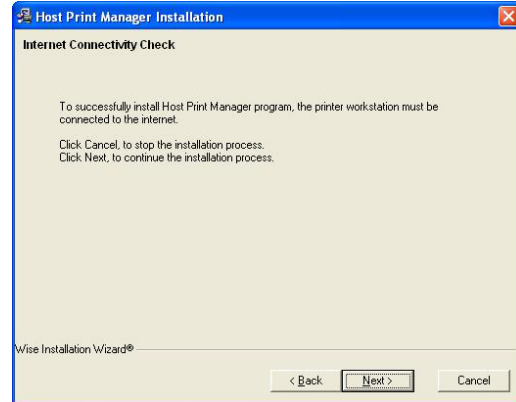 Host Print Manager Installation
Internet Connectivity Check
To successfully install Host Print Manager program, the printer workstation must be
connected to the internet.
Click Cancel, to stop the installation process.
Click Next, to continue the installation process.
Wise Installation Wizard®
< Back Next > Cancel